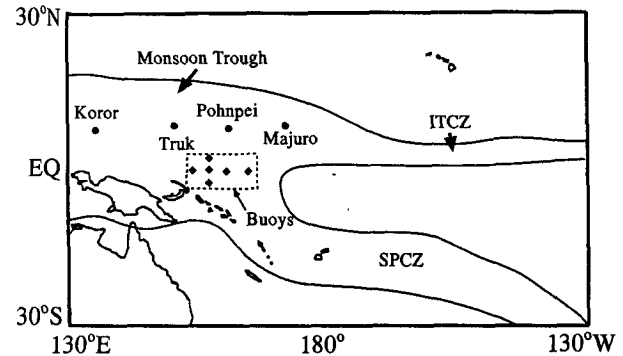 30°N
Monsoon Trough
Koror
Pohnpei
ITCZ
Truk
Majuro
EQ
Buoys
SPCZ
30°S
130°E
180°
130°W